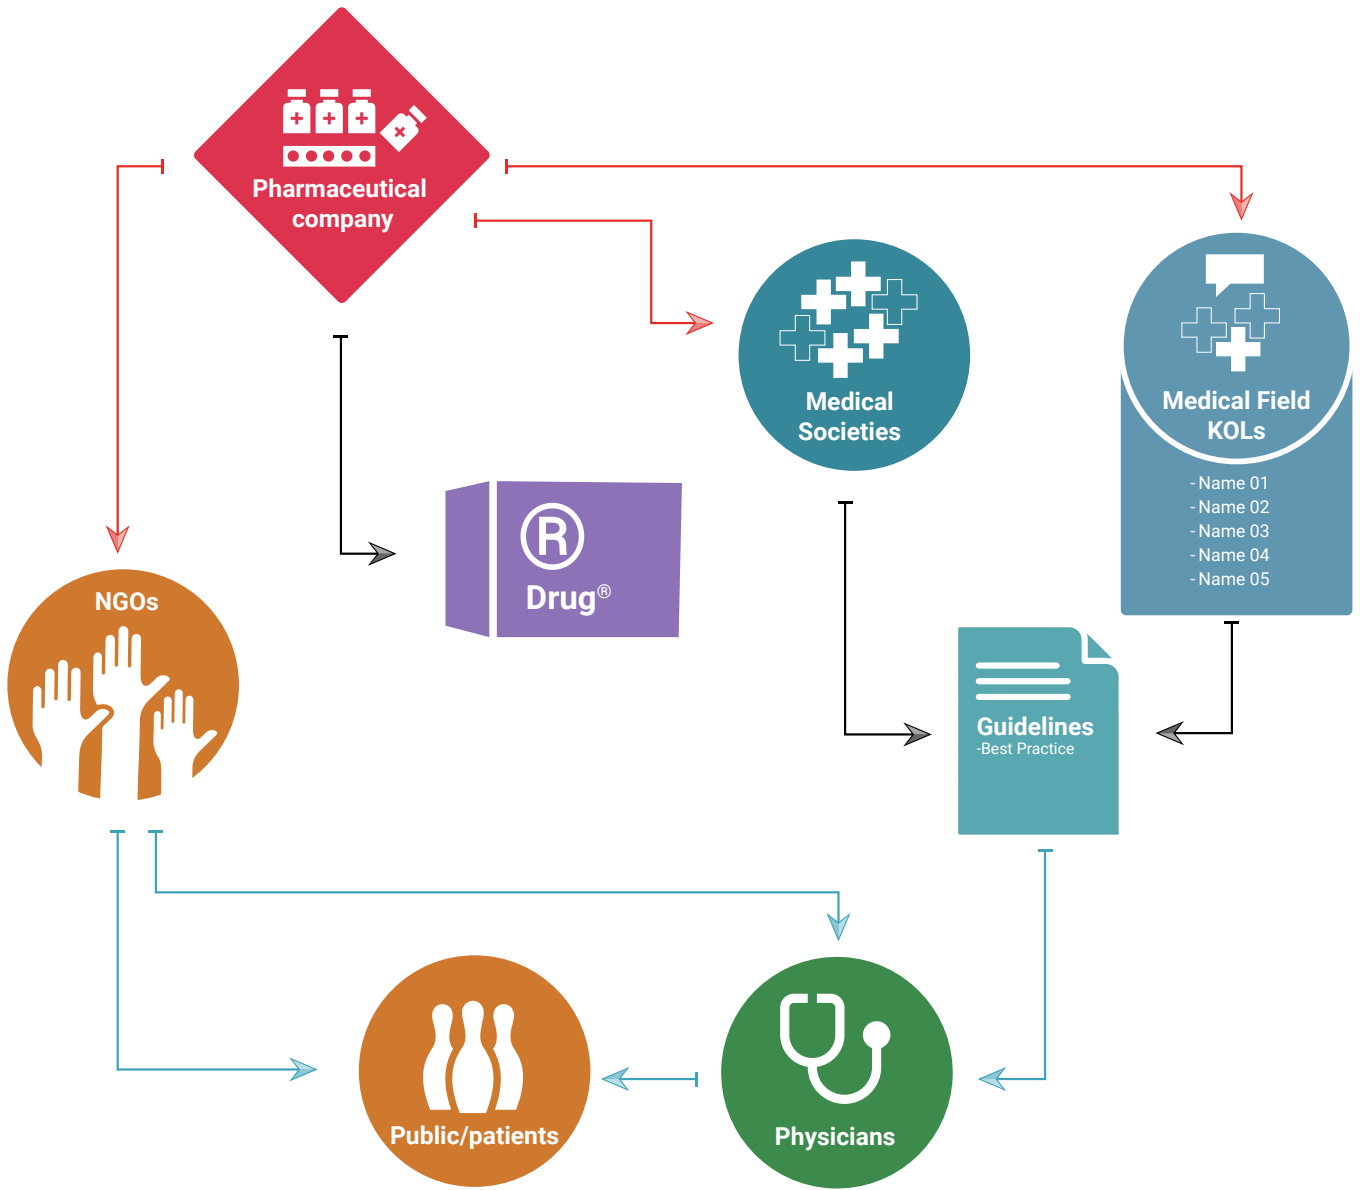 Pharmaceutical
company
Medical
Societies
Medical Field
KOLs
- Name 01
- Name 02
- Name 03
- Name 04
- Name 05
®
Drug®
NGOs
Guidelines
-Best Practice
Public/patients
Physicians